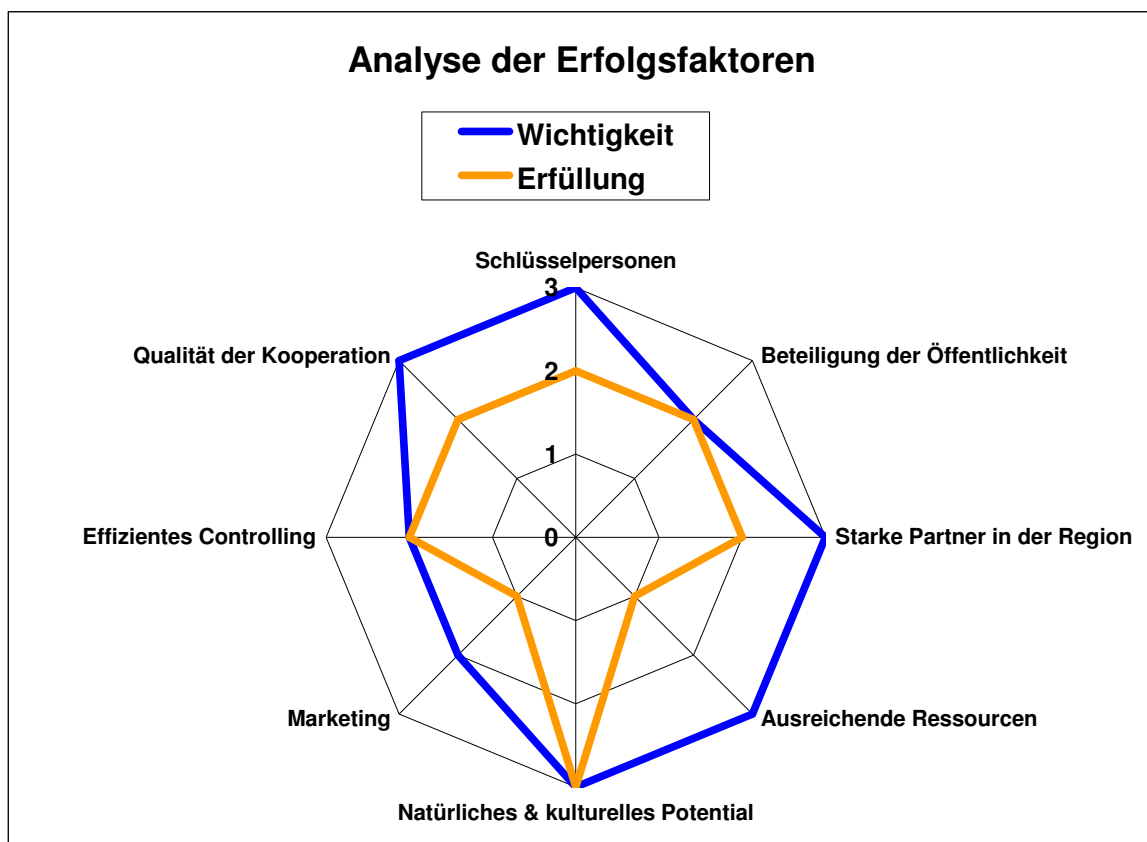 Analyse der Erfolgsfaktoren
Wichtigkeit
Erfüllung
Schlüsselpersonen
3
Qualität der Kooperation
Beteiligung der Öffentlichkeit
2
1
Effizientes Controlling
0
Starke Partner in der Region
Marketing
Ausreichende Ressourcen
Natürliches & kulturelles Potential